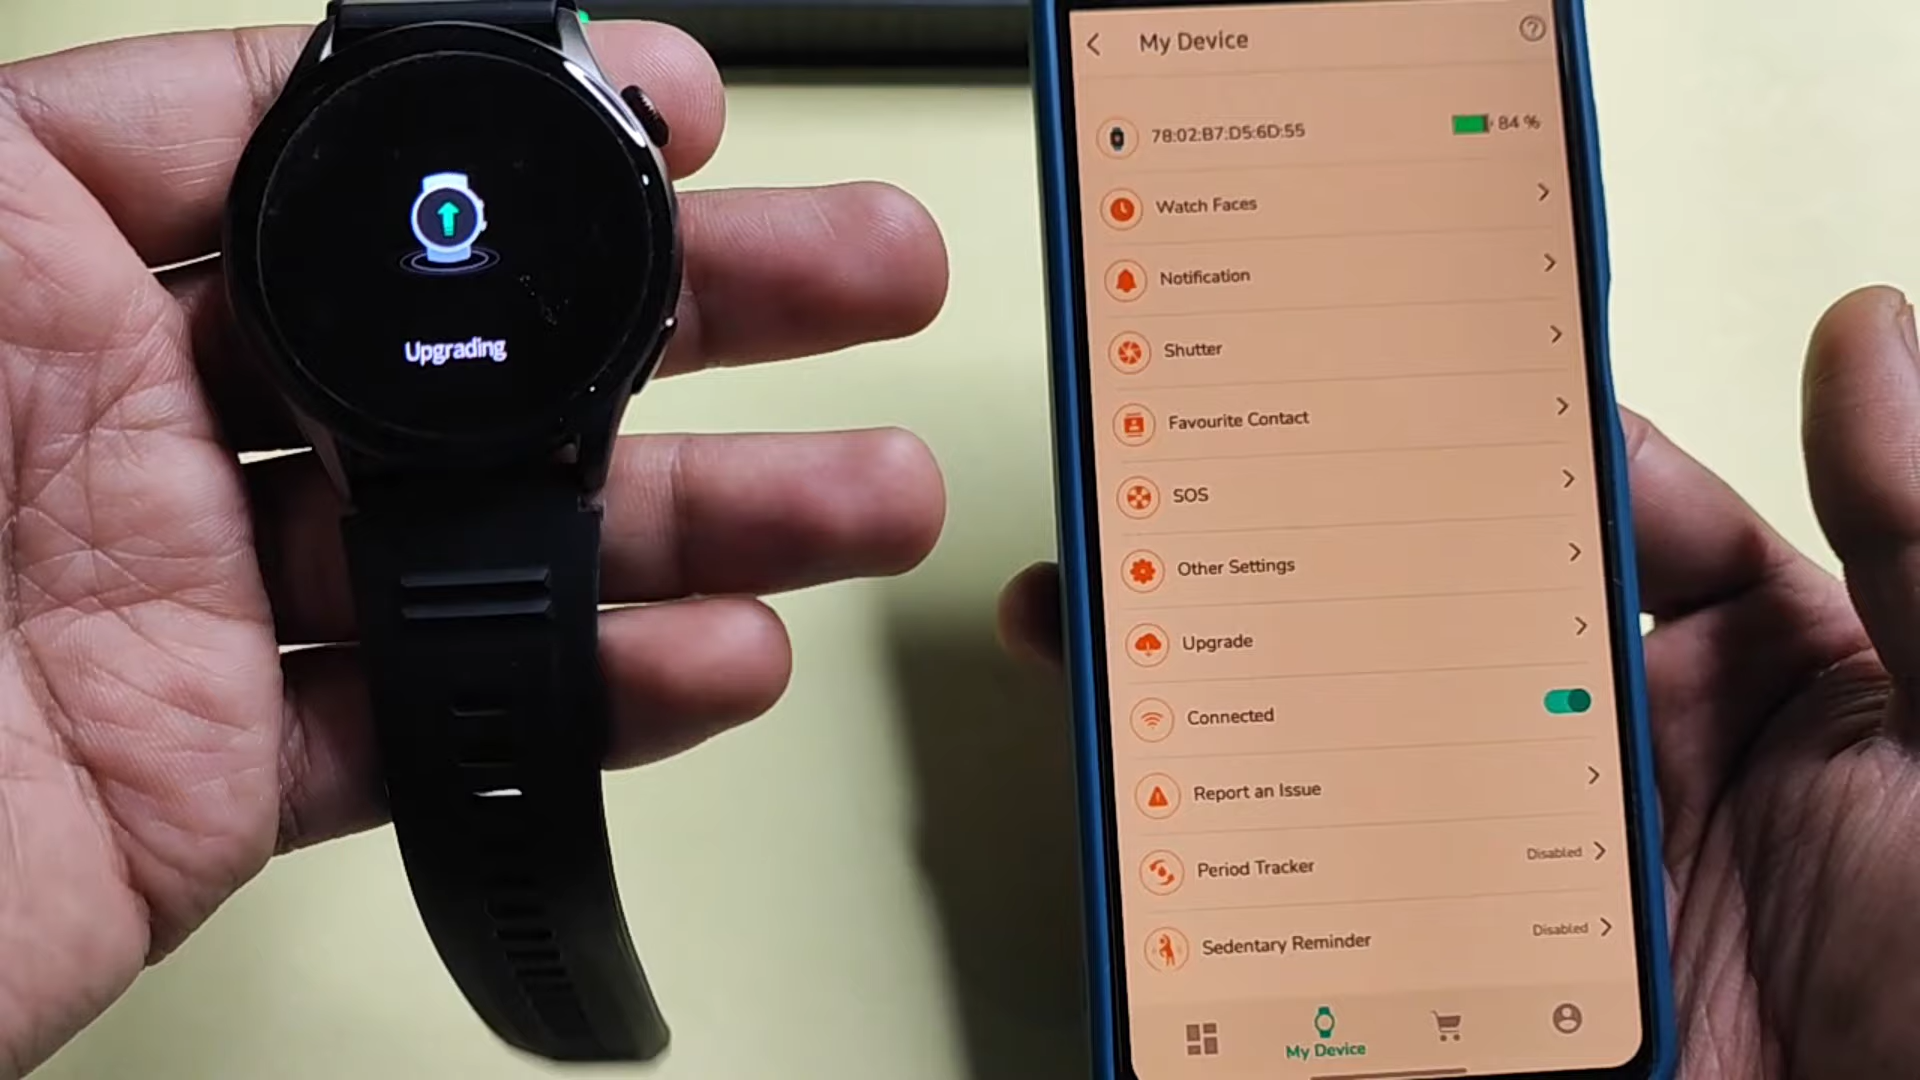 Upgrading
My Device
78:02:B7:D5:6D:55
84 %
Watch Faces
Notification
Shutter
Favourite Contact
SOS
Other Settings
Upgrade
Connected
Report an Issue
Period Tracker
Disabled
Sedentary Reminder
Disabled
My Device